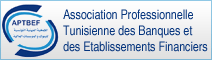 APTBEF
Association Professionnelle
Tunisienne des Banques et
des Etablissements Financiers